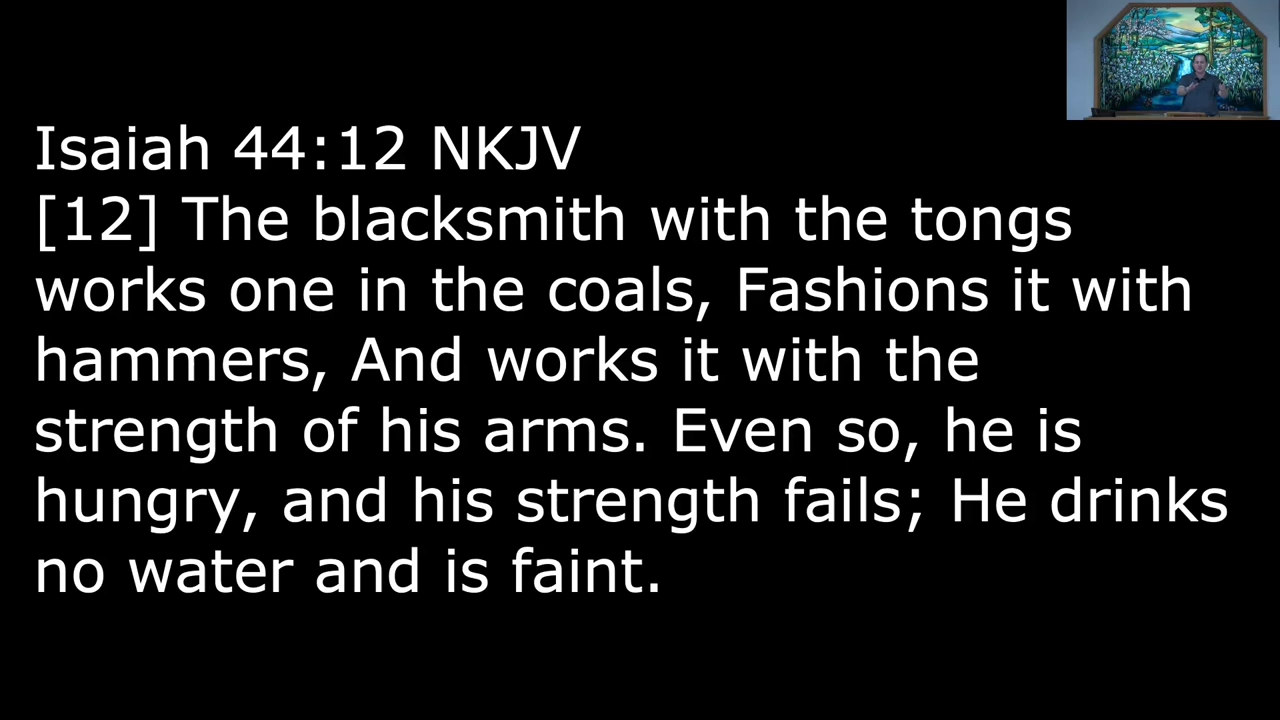 Isaiah 44:12 NKJV
[12] The blacksmith with the tongs
works one in the coals, Fashions it with
hammers, And works it with the
strength of his arms. Even so, he is
hungry, and his strength fails; He drinks
no water and is faint.